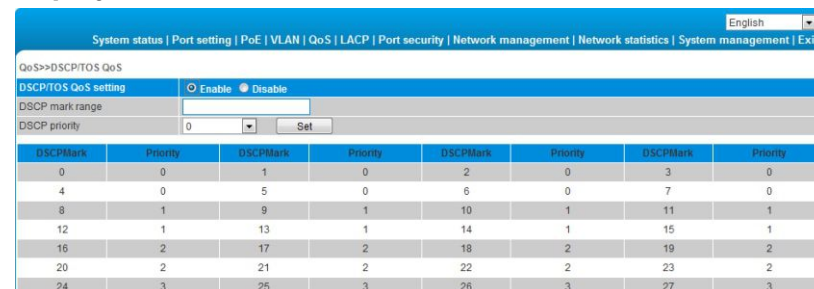 English
System status | Port setting | PoE | VLAN | QoS | LACP | Port security | Network management | Network statistics | System management | Exi
QoS>>DSCP/TOS QoS
DSCP/TOS QoS setting Enable Disable
DSCP mark range
DSCP priority 0 Set
DSCPMark Priority DSCPMark Priority DSCPMark Priority DSCPMark Priority
0 0 1 0 2 0 3 0
4 0 5 0 6 0 7 0
8 1 9 1 10 1 11 1
12 1 13 1 14 1 15 1
16 2 17 2 18 2 19 2
20 2 21 2 22 2 23 2
24 3 25 3 26 3 27 3